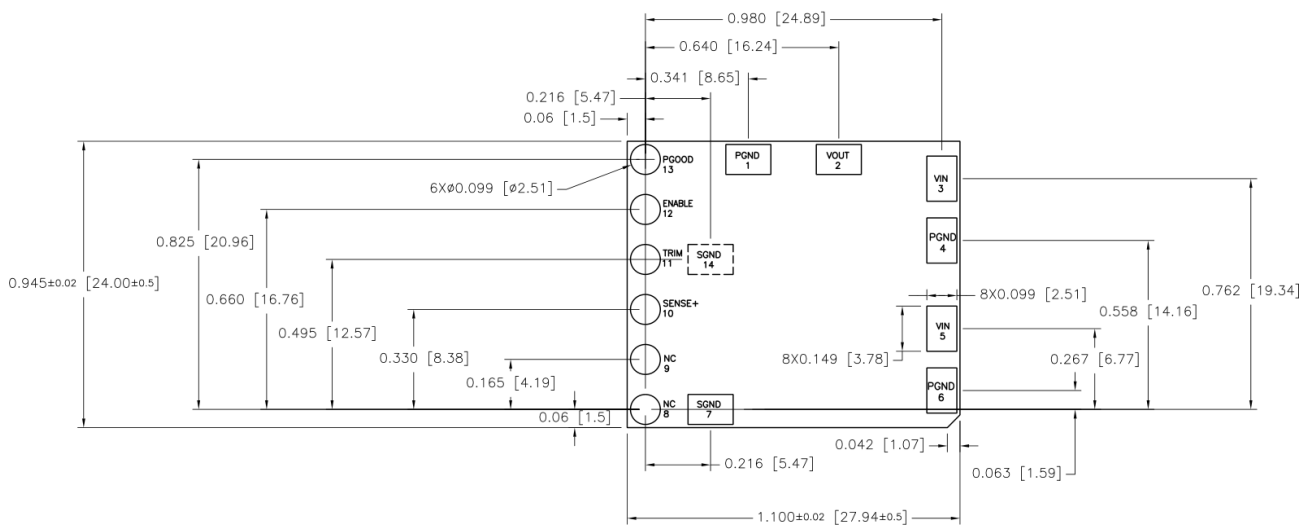 0.980 [24.89]
0.640 [16.24]
0.341 [8.65]
0.216 [5.47]
0.06 [1.5]
PGOOD
13
PGND
1
VOUT
2
VIN
3
6Xø0.099 [ø2.51]
ENABLE
12
0.825 [20.96]
PGND
4
TRIM
11
SGND
14
0.945±0.02 [24.00±0.5]
0.660 [16.76]
8X0.099 [2.51]
0.762 [19.34]
SENSE+
10
0.558 [14.16]
0.495 [12.57]
VIN
5
0.330 [8.38]
NC
9
8X0.149 [3.78]
0.267 [6.77]
0.165 [4.19]
PGND
6
NC
8
SGND
7
0.06 [1.5]
0.042 [1.07]
0.216 [5.47]
0.063 [1.59]
1.100±0.02 [27.94±0.5]